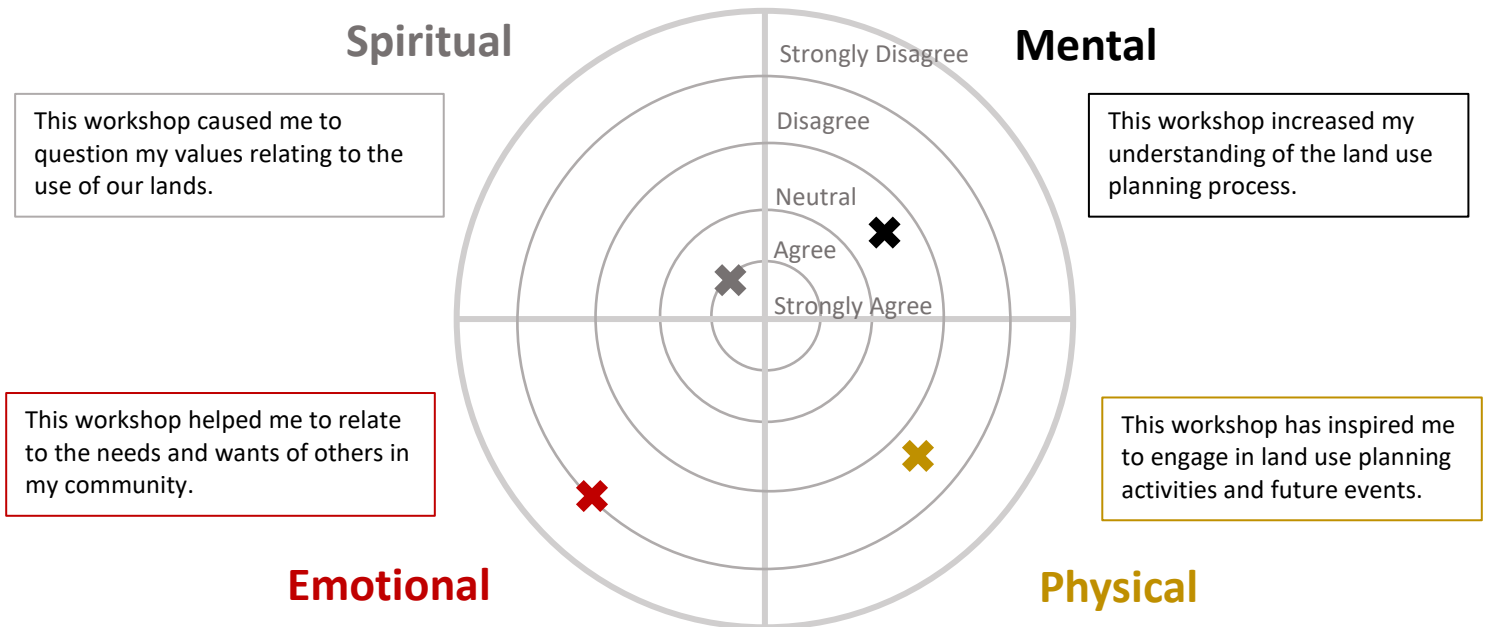 Spiritual
Mental
Strongly Disagree
Disagree
Neutral
Agree
Strongly Agree
This workshop caused me to
question my values relating to the
use of our lands.
This workshop increased my
understanding of the land use
planning process.
This workshop helped me to relate
to the needs and wants of others in
my community.
This workshop has inspired me
to engage in land use planning
activities and future events.
Emotional
Physical